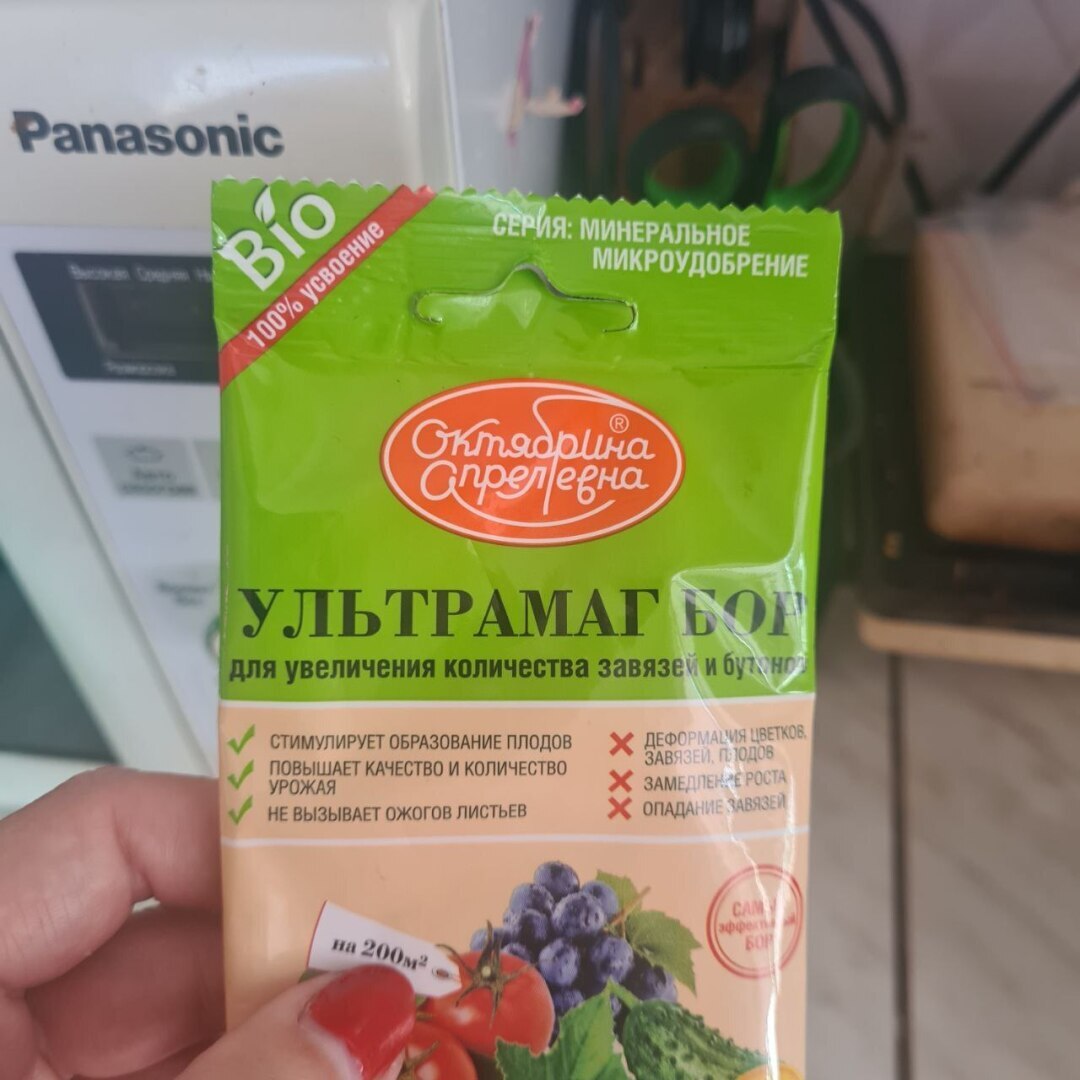 Panasonic
Высокая Средняя
Bio
100% усвоение
СЕРИЯ: МИНЕРАЛЬНОЕ
МИКРОУДОБРЕНИЕ
Октябрина
Апрелевна
®
УЛЬТРАМАГ БОР
для увеличения количества завязей и бутонов
СТИМУЛИРУЕТ ОБРАЗОВАНИЕ ПЛОДОВ
ПОВЫШАЕТ КАЧЕСТВО И КОЛИЧЕСТВО
УРОЖАЯ
НЕ ВЫЗЫВАЕТ ОЖОГОВ ЛИСТЬЕВ
ДЕФОРМАЦИЯ ЦВЕТКОВ,
ЗАВЯЗЕЙ, ПЛОДОВ
ЗАМЕДЛЕНИЕ РОСТА
ОПАДАНИЕ ЗАВЯЗЕЙ
на 200м²
САМЫЙ
эффективный
БОР